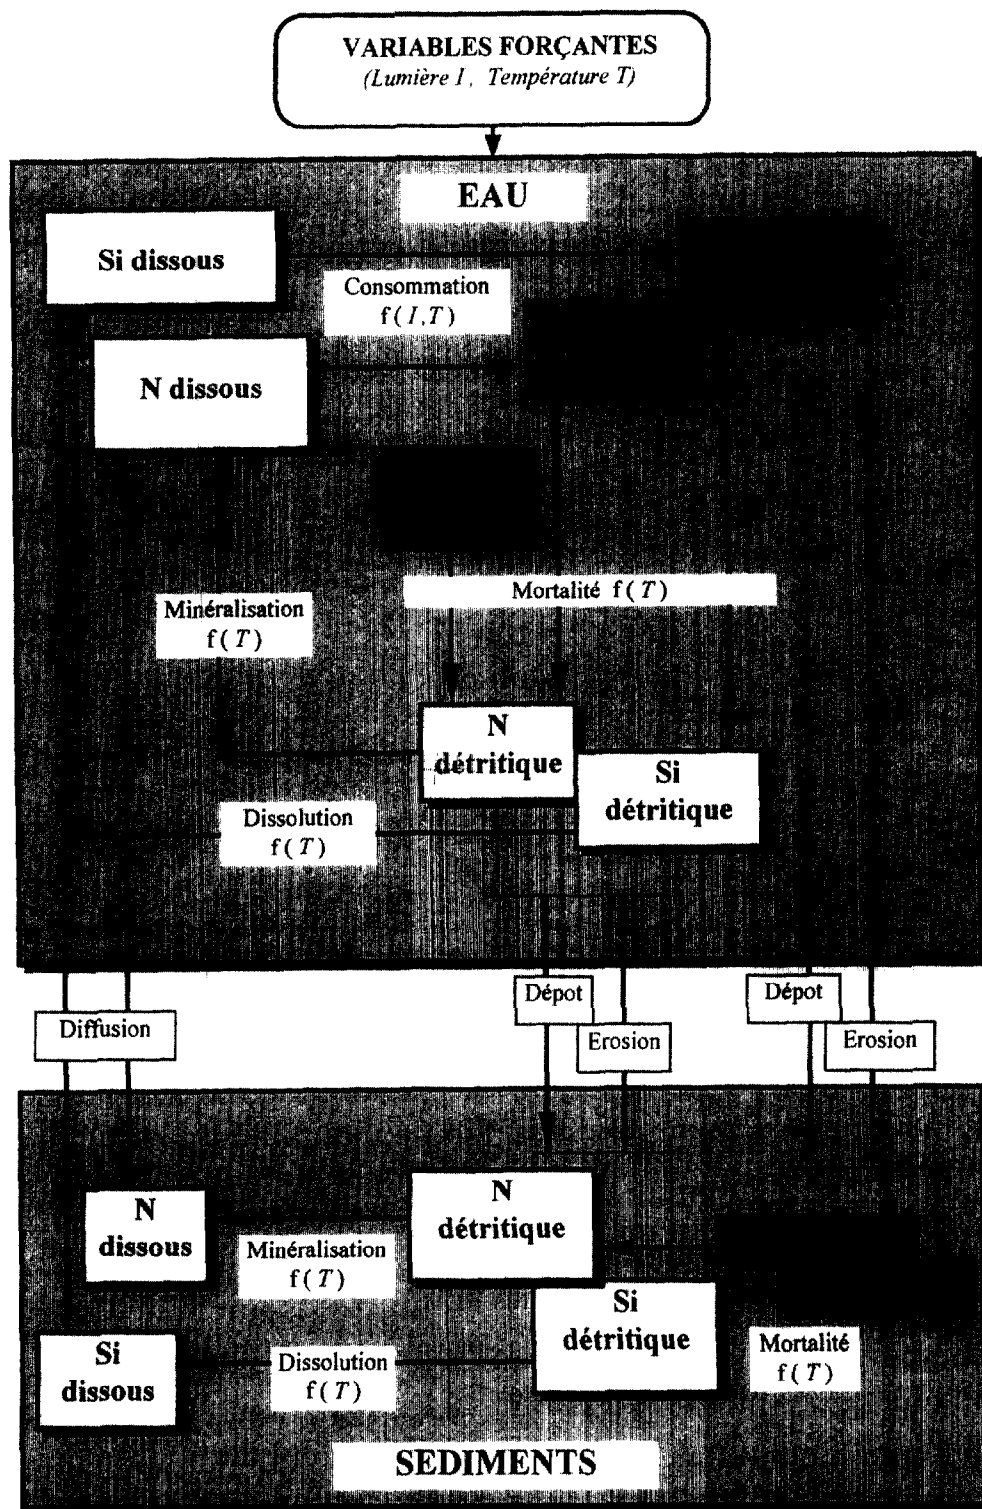 VARIABLES FORÇANTES
(Lumière I, Température T)
EAU
Si dissous
Consommation
f(I,T)
N dissous
Minéralisation
f(T)
Mortalité f(T)
N
détritique
Si
détritique
Dissolution
f(T)
Diffusion
Dépot
Erosion
Dépot
Erosion
N
dissous
Minéralisation
f(T)
N
détritique
Si
détritique
Si
dissous
Dissolution
f(T)
Mortalité
f(T)
SEDIMENTS